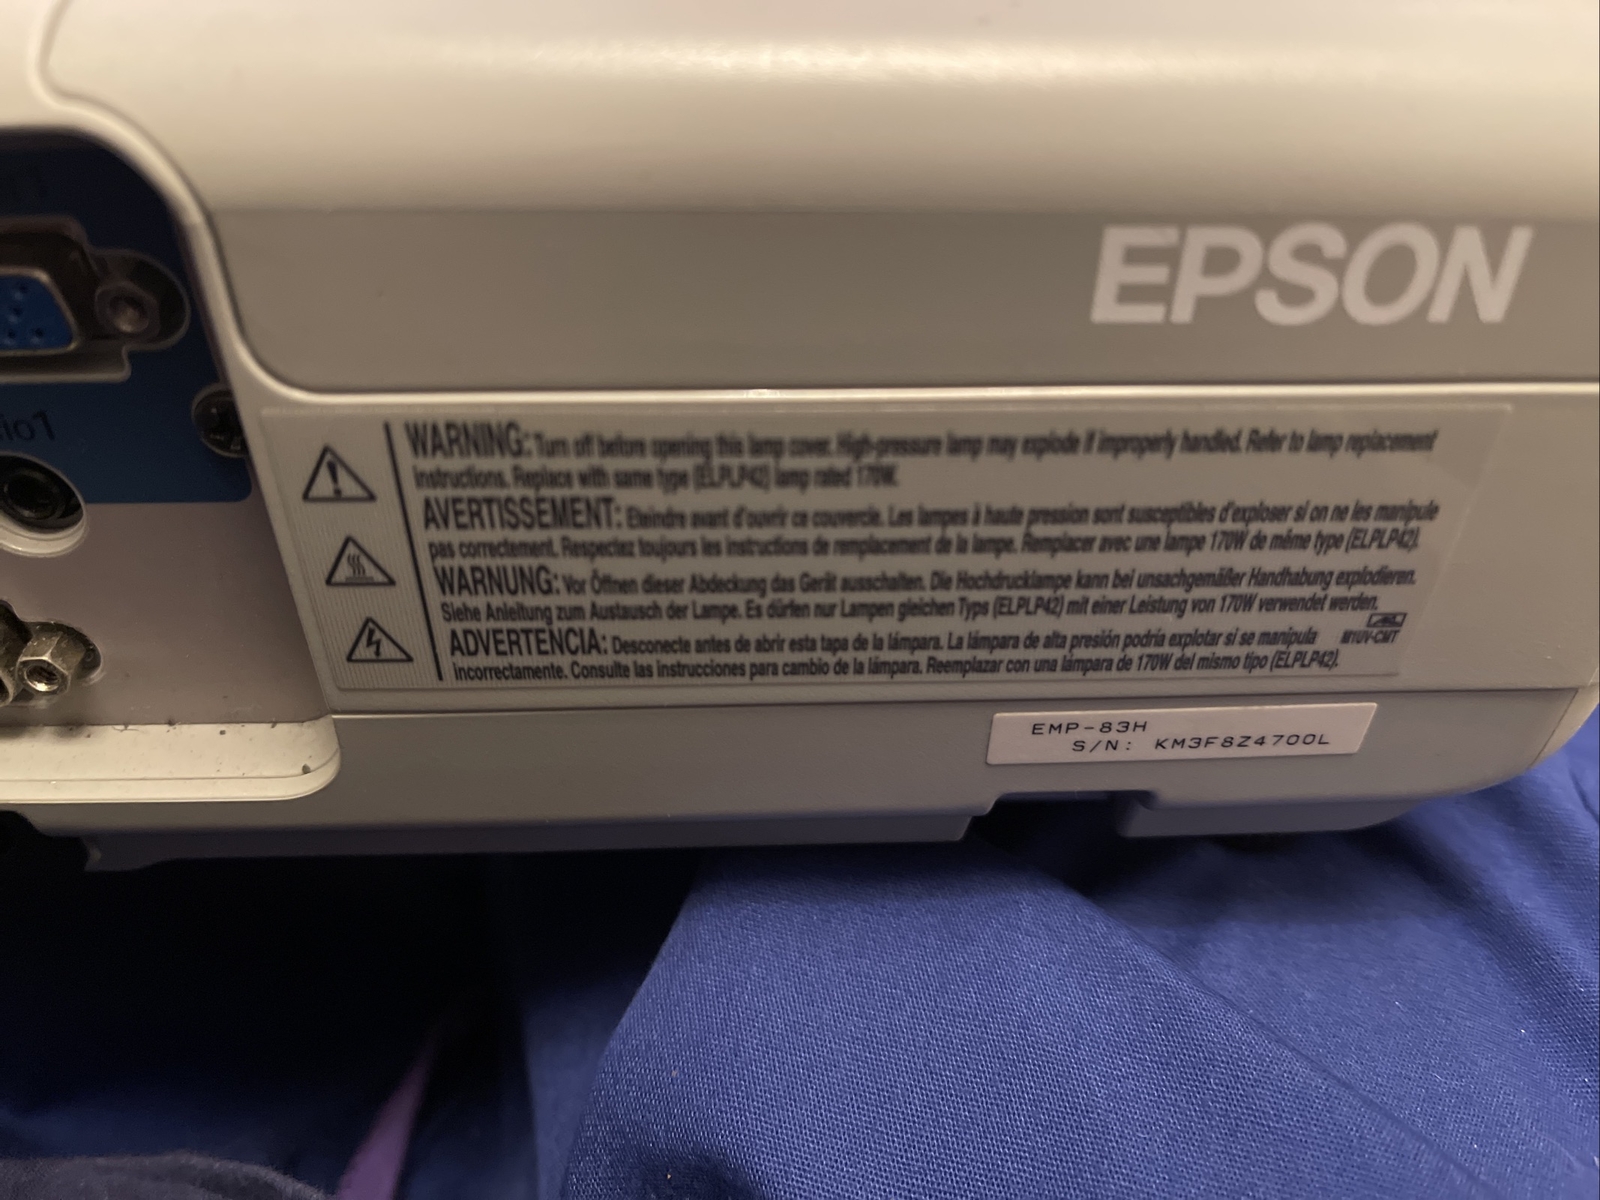 EPSON
io1
WARNING: Turn off before opening this lamp cover. High-pressure lamp may explode if improperly handled. Refer to lamp replacement
instructions. Replace with same type (ELPLP42) lamp rated 170W.
AVERTISSEMENT: Eteindre avant d'ouvrir ce couvercle. Les lampes à haute pression sont susceptibles d'exploser si on ne les manipule
pas correctement. Respectez toujours les instructions de remplacement de la lampe. Remplacer avec une lampe 170W de même type (ELPLP42).
WARNUNG: Vor Öffnen dieser Abdeckung das Gerät ausschalten. Die Hochdrucklampe kann bei unsachgemäßer Handhabung explodieren.
Siehe Anleitung zum Austausch der Lampe. Es dürfen nur Lampen gleichen Typs (ELPLP42) mit einer Leistung von 170W verwendet werden.
ADVERTENCIA: Desconecte antes de abrir esta tapa de la lámpara. La lámpara de alta presión podría explotar si se manipula
incorrectamente. Consulte las instrucciones para cambio de la lámpara. Reemplazar con una lámpara de 170W del mismo tipo (ELPLP42).
M1UV-CMT
EMP-83H
S/N: KM3F8Z4700L